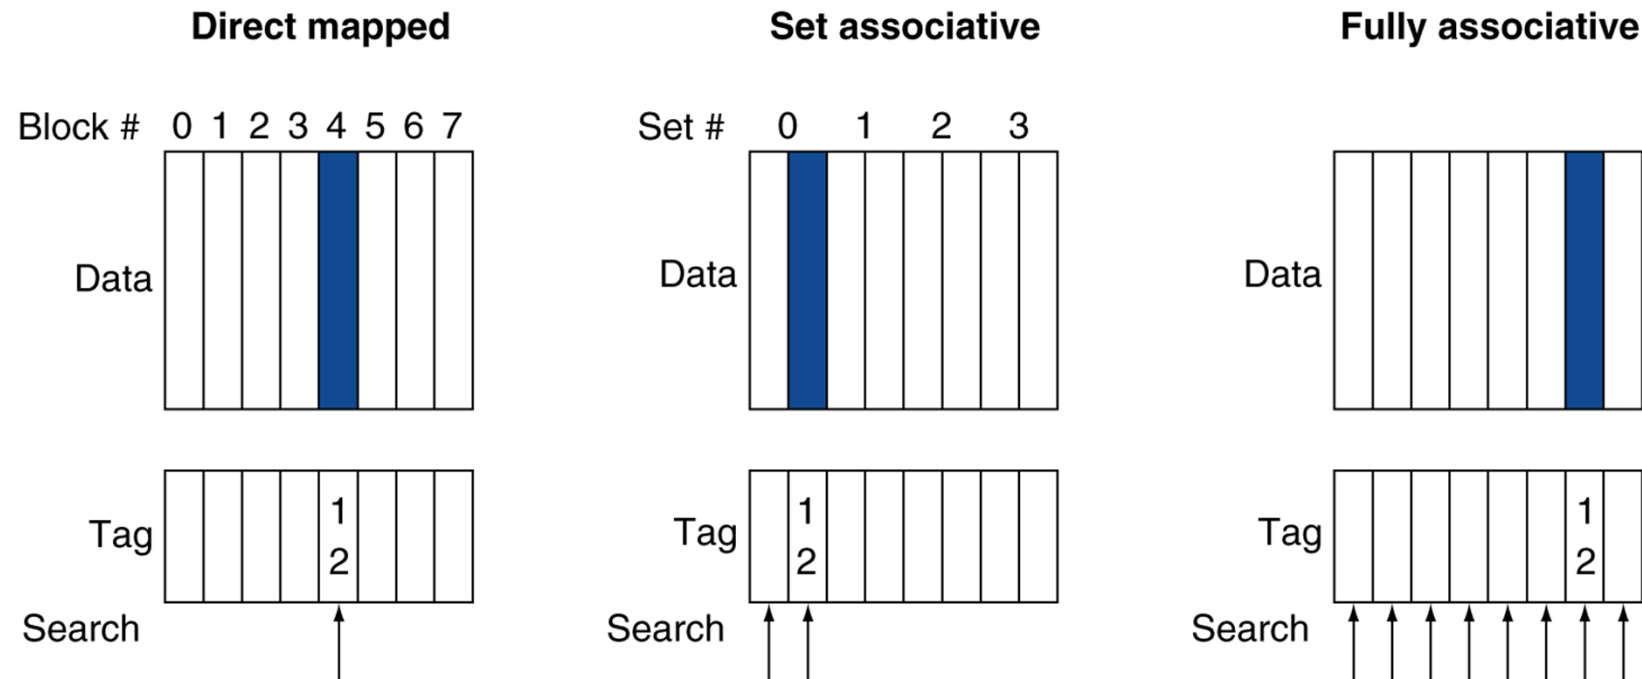 Direct mapped
Set associative
Fully associative
Block # 0 1 2 3 4 5 6 7
Set # 0 1 2 3
Data
Data
Data
Tag
1
2
Tag
1
2
Tag
1
2
Search
Search
Search